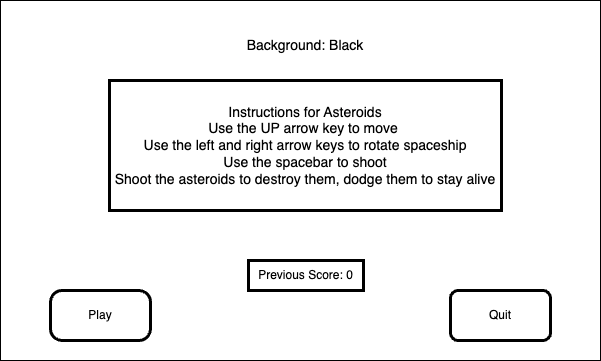 Background: Black
Instructions for Asteroids
Use the UP arrow key to move
Use the left and right arrow keys to rotate spaceship
Use the spacebar to shoot
Shoot the asteroids to destroy them, dodge them to stay alive
Previous Score: 0
Play
Quit